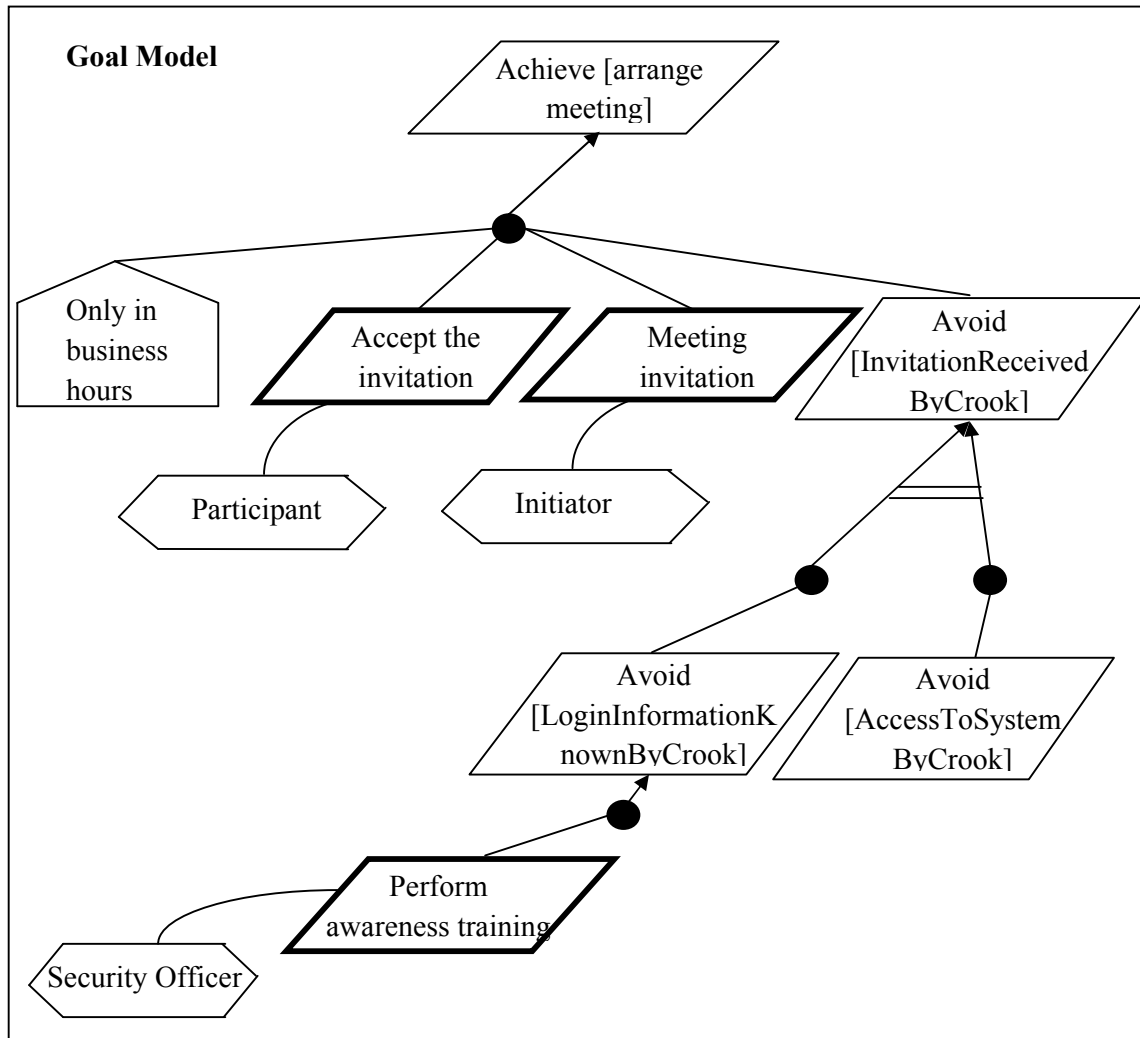 Goal Model
Achieve [arrange
meeting]
Only in
business
hours
Accept the
invitation
Meeting
invitation
Avoid
[InvitationReceived
ByCrook]
Participant
Initiator
Avoid
[LoginInformationK
nownByCrook]
Avoid
[AccessToSystem
ByCrook]
Perform
awareness training
Security Officer